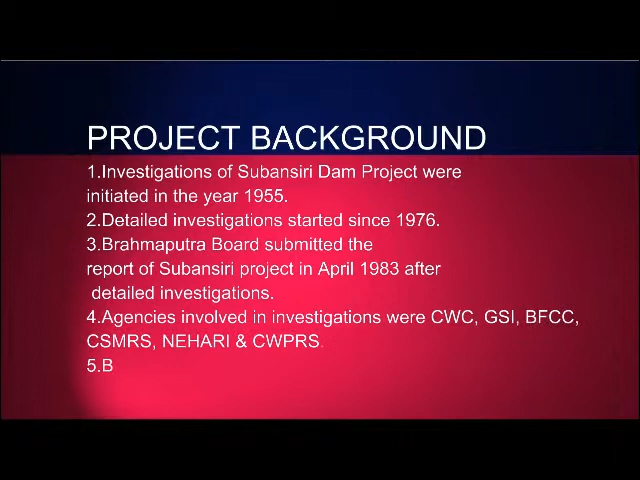 PROJECT BACKGROUND
1.Investigations of Subansiri Dam Project were
initiated in the year 1955.
2.Detailed investigations started since 1976.
3.Brahmaputra Board submitted the
report of Subansiri project in April 1983 after
detailed investigations.
4.Agencies involved in investigations were CWC, GSI, BFCC,
CSMRS, NEHARI & CWPRS.
5.B